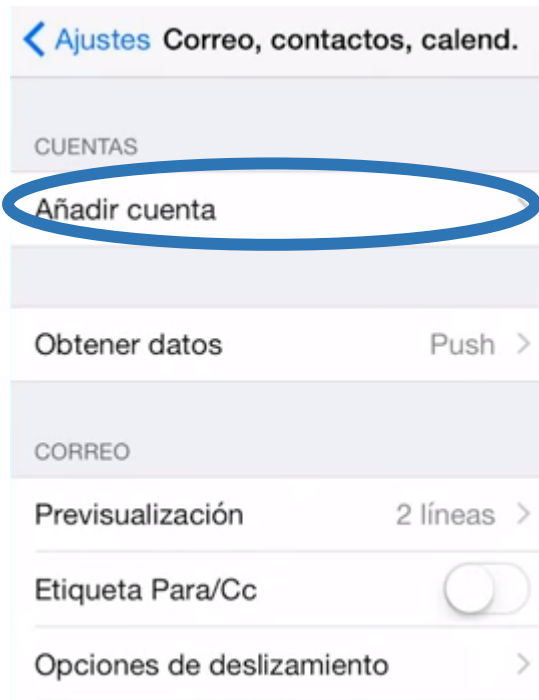 Ajustes Correo, contactos, calend.
CUENTAS
Añadir cuenta
Obtener datos Push
CORREO
Previsualización 2 líneas
Etiqueta Para/Cc
Opciones de deslizamiento